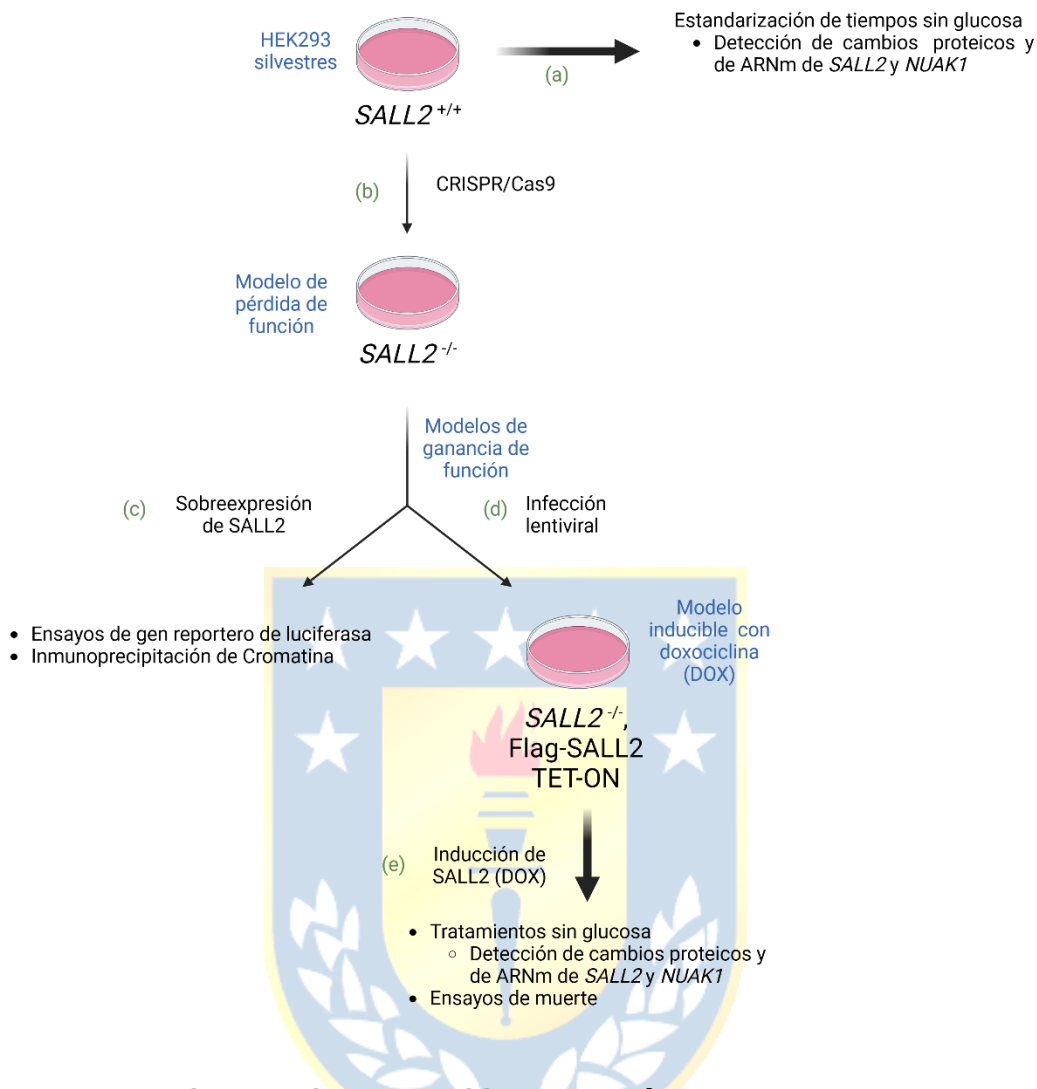 HEK293
silvestres
SALL2 +/+
(a)
Estandarización de tiempos sin glucosa
• Detección de cambios proteicos y
de ARNm de SALL2 y NUAK1
(b)
CRISPR/Cas9
Modelo de
pérdida de
función
SALL2 -/-
Modelos de
ganancia de
función
(c)
Sobreexpresión
de SALL2
(d)
Infección
lentiviral
• Ensayos de gen reportero de luciferasa
• Inmunoprecipitación de Cromatina
Modelo
inducible con
doxociclina
(DOX)
SALL2 -/-,
Flag-SALL2
TET-ON
(e)
Inducción de
SALL2 (DOX)
• Tratamientos sin glucosa
○ Detección de cambios proteicos y
de ARNm de SALL2 y NUAK1
• Ensayos de muerte